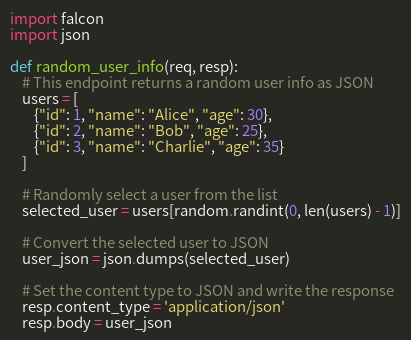 import falcon
import json

def random_user_info(req, resp):
    # This endpoint returns a random user info as JSON
    users = [
        {"id": 1, "name": "Alice", "age": 30},
        {"id": 2, "name": "Bob", "age": 25},
        {"id": 3, "name": "Charlie", "age": 35}
    ]

    # Randomly select a user from the list
    selected_user = users[random.randint(0, len(users) - 1)]

    # Convert the selected user to JSON
    user_json = json.dumps(selected_user)

    # Set the content type to JSON and write the response
    resp.content_type = 'application/json'
    resp.body = user_json